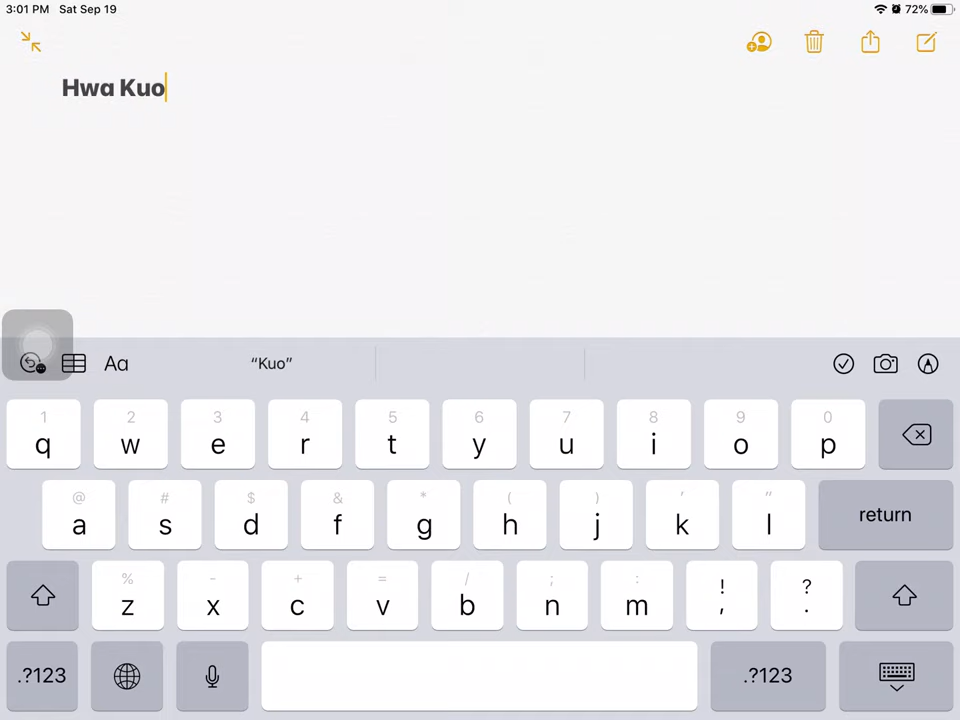 3:01 PM Sat Sep 19 72%
Hwa Kuo
Aa “Kuo”
1 2 3 4 5 6 7 8 9 0
q w e r t y u i o p
@ # $ & * ( ) ' "
a s d f g h j k l return
% - + = / ; : ! ?
z x c v b n m , .
.?123 .?123